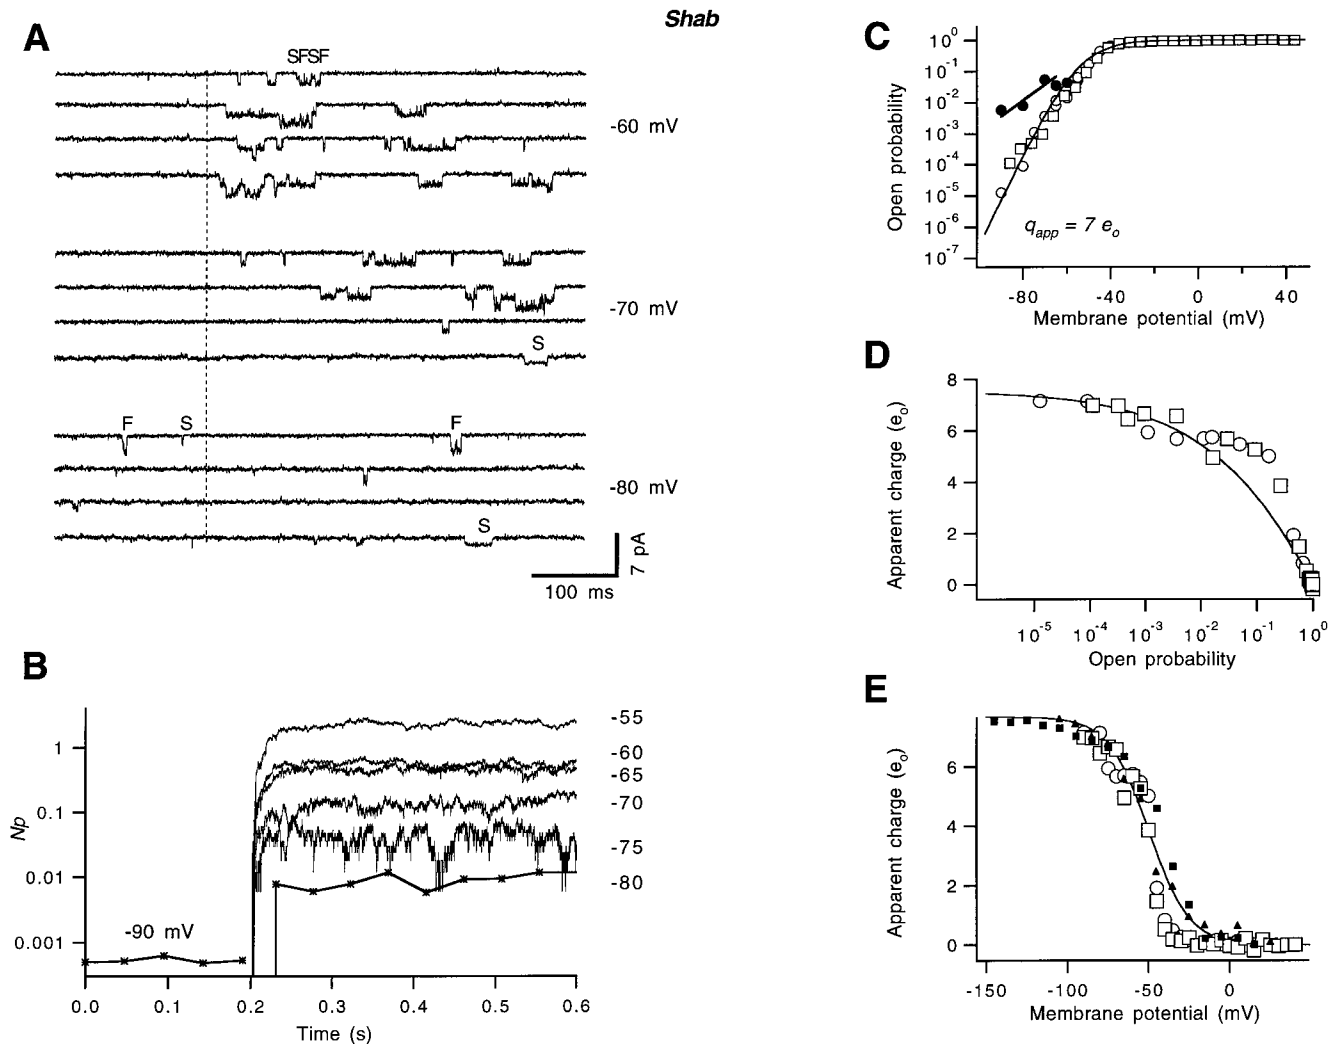 Shab
A
SFSF
-60 mV
-70 mV
S
F
S
F
-80 mV
S
7 pA
100 ms
B
Np
1
0.1
0.01
0.001
-90 mV
-55
-60
-65
-70
-75
-80
0.0
0.1
0.2
0.3
0.4
0.5
0.6
Time (s)
C
Open probability
10^0
10^-1
10^-2
10^-3
10^-4
10^-5
10^-6
10^-7
q_app = 7 e_o
-80
-40
0
40
Membrane potential (mV)
D
Apparent charge (e_o)
8
6
4
2
0
10^-5
10^-4
10^-3
10^-2
10^-1
10^0
Open probability
E
Apparent charge (e_o)
6
4
2
0
-150
-100
-50
0
Membrane potential (mV)